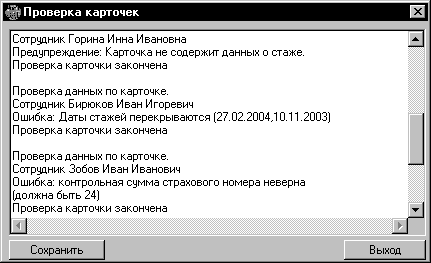 Проверка карточек
Сотрудник Горина Инна Ивановна
Предупреждение: Карточка не содержит данных о стаже.
Проверка карточки закончена
Проверка данных по карточке.
Сотрудник Бирюков Иван Игоревич
Ошибка: Даты стажей перекрываются (27.02.2004,10.11.2003)
Проверка карточки закончена
Проверка данных по карточке.
Сотрудник Зобов Иван Иванович
Ошибка: контрольная сумма страхового номера неверна
(должна быть 24)
Проверка карточки закончена
Сохранить
Выход